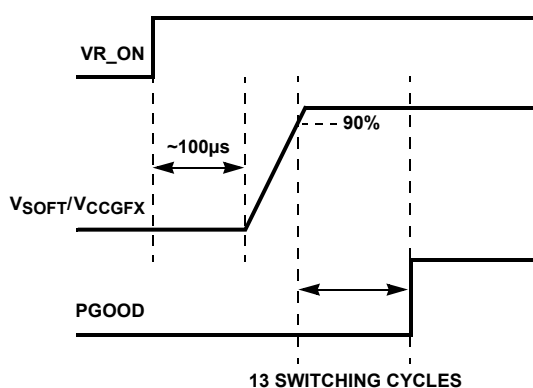 VR_ON
90%
~100µs
VSOFT/VCCGFX
PGOOD
13 SWITCHING CYCLES